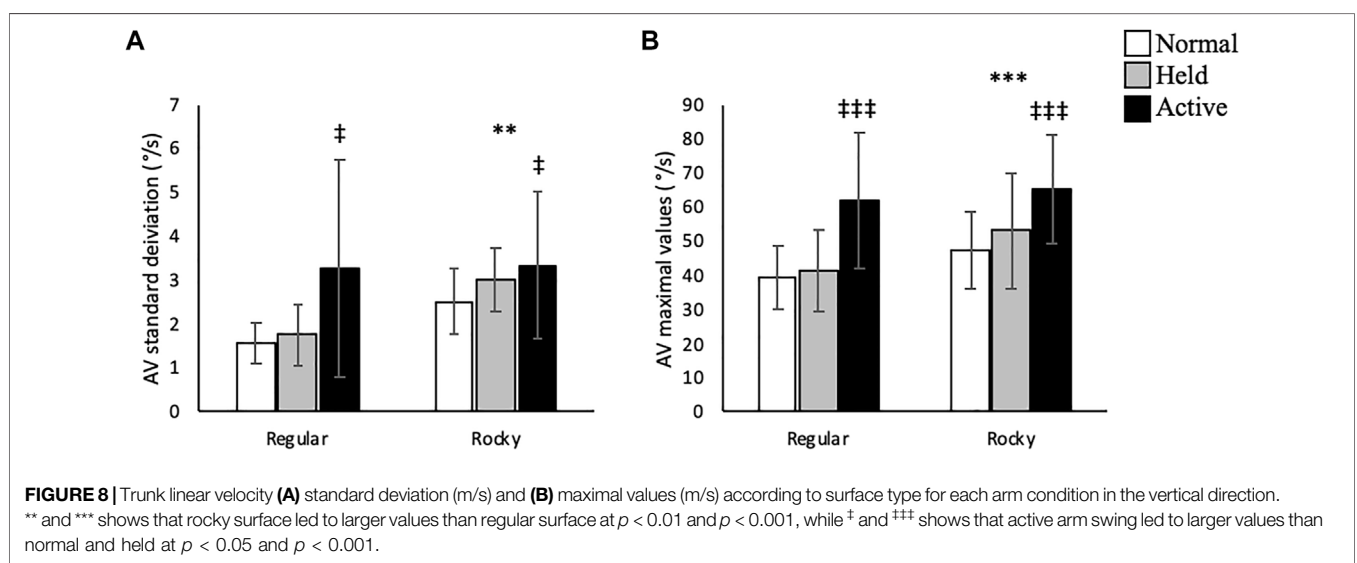 A
B
Normal
Held
Active
AV standard deiviation (°/s)
7
6
5
4
3
2
1
0
‡
**
‡
Regular
Rocky
AV maximal values (°/s)
90
80
70
60
50
40
30
20
10
0
‡‡‡
***
‡‡‡
Regular
Rocky
FIGURE 8 | Trunk linear velocity (A) standard deviation (m/s) and (B) maximal values (m/s) according to surface type for each arm condition in the vertical direction.
** and *** shows that rocky surface led to larger values than regular surface at p < 0.01 and p < 0.001, while ‡ and ‡‡‡ shows that active arm swing led to larger values than
normal and held at p < 0.05 and p < 0.001.